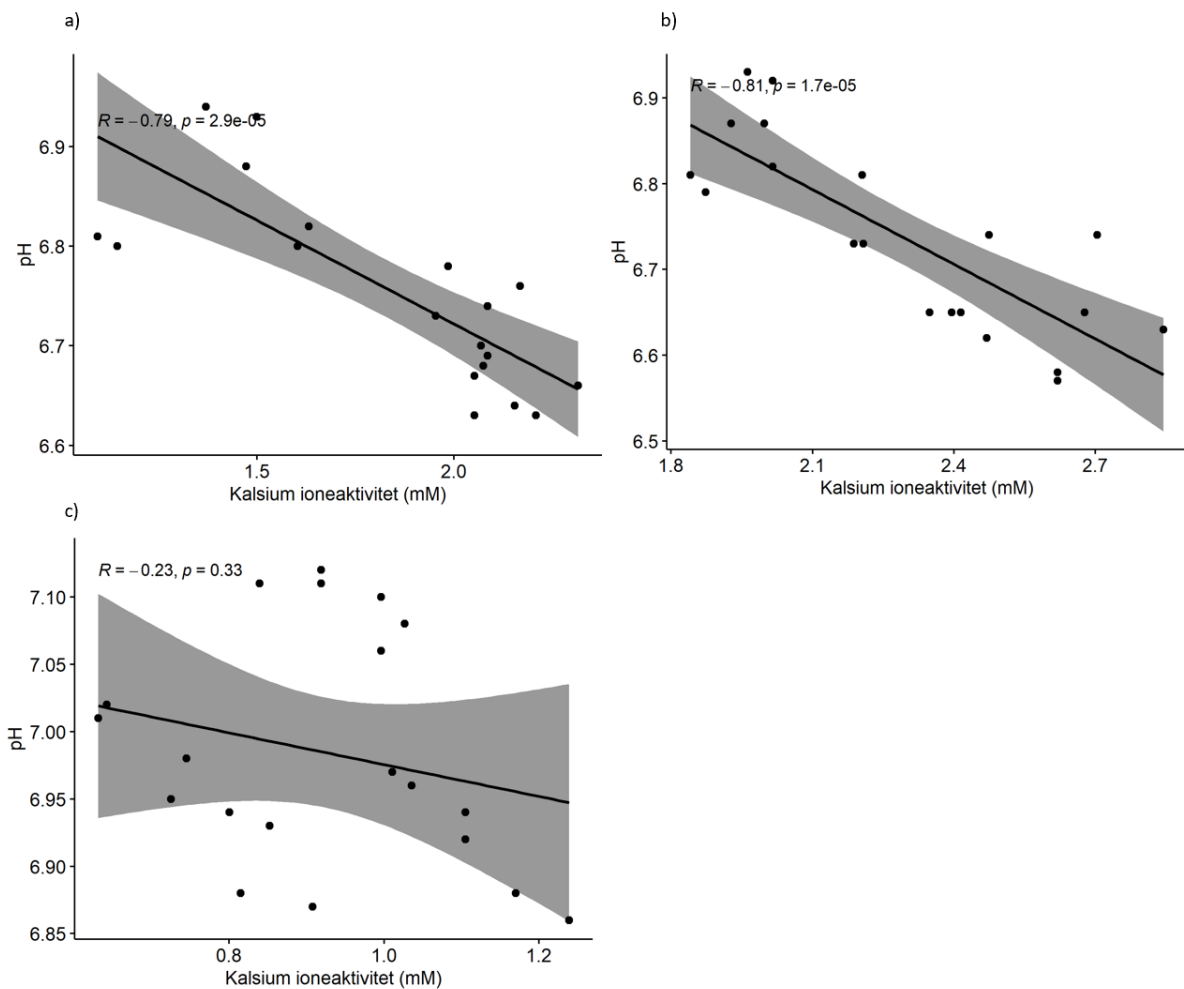 a)
R = −0.79, p = 2.9e-05
6.9
6.8
6.7
6.6
pH
1.5 2.0
Kalsium ioneaktivitet (mM)
b)
R = −0.81, p = 1.7e-05
6.9
6.8
6.7
6.6
6.5
pH
1.8 2.1 2.4 2.7
Kalsium ioneaktivitet (mM)
c)
R = −0.23, p = 0.33
7.10
7.05
7.00
6.95
6.90
6.85
pH
0.8 1.0 1.2
Kalsium ioneaktivitet (mM)